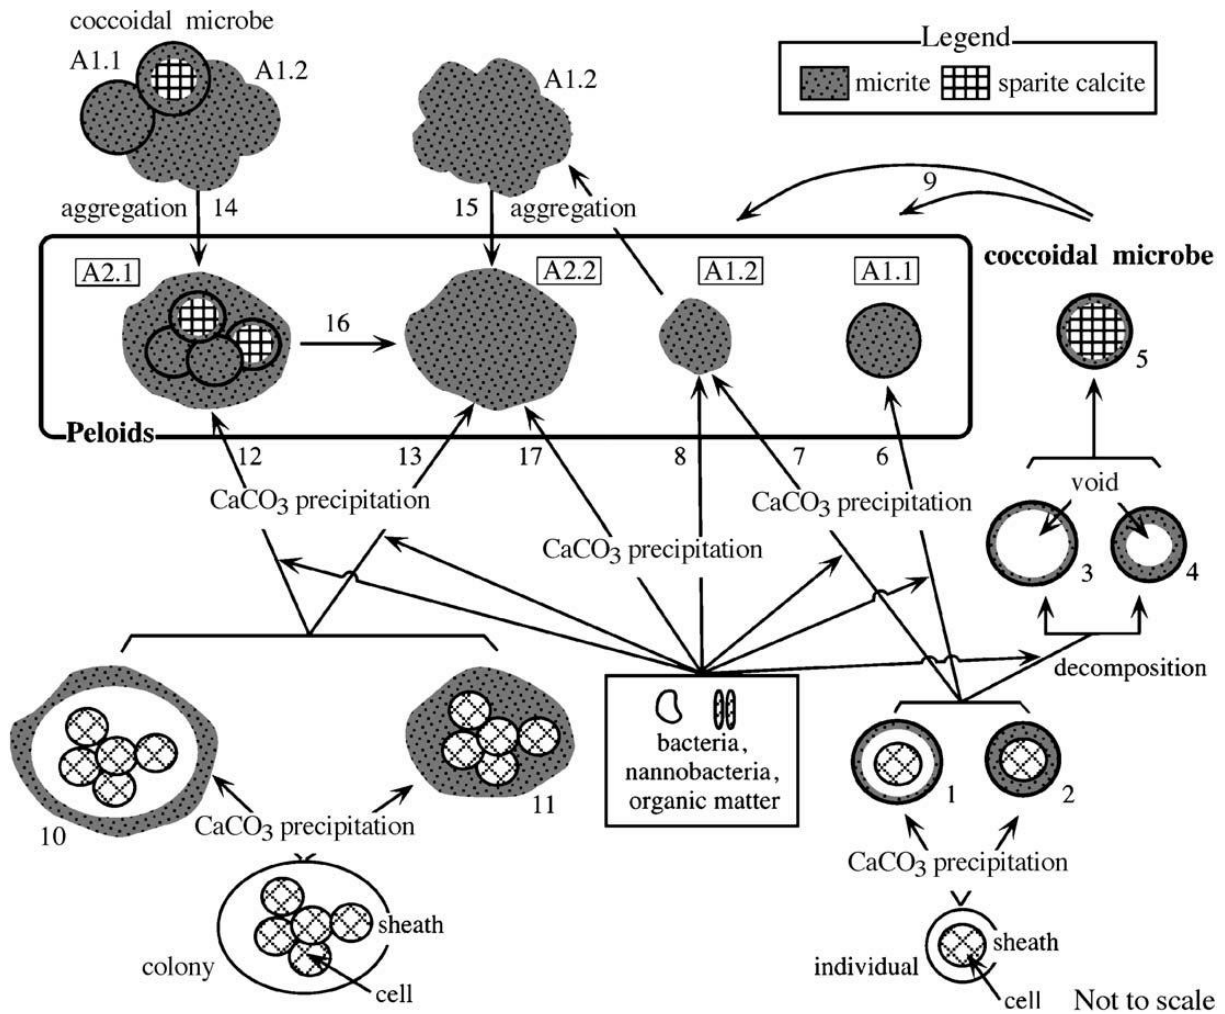 coccoidal microbe
A1.1
A1.2
A1.2
Legend
micrite
sparite calcite
aggregation
14
15
aggregation
9
coccoidal microbe
A2.1
A2.2
A1.2
A1.1
16
5
Peloids
12
13
17
8
7
6
CaCO3 precipitation
CaCO3 precipitation
CaCO3 precipitation
void
3
4
decomposition
bacteria,
nannobacteria,
organic matter
10
11
1
2
CaCO3 precipitation
CaCO3 precipitation
colony
sheath
cell
individual
sheath
cell
Not to scale